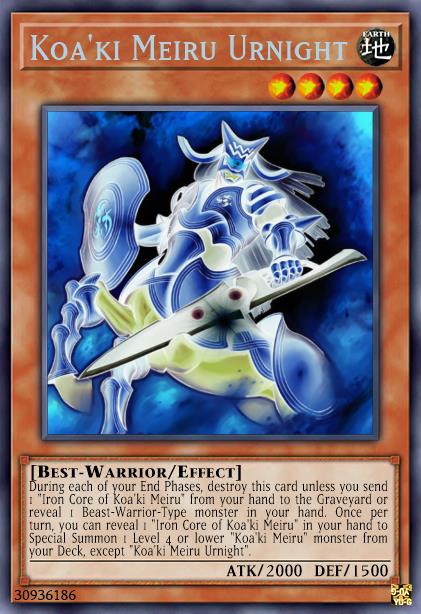 Koa'ki Meiru Urnight
EARTH
地
[Best-Warrior/Effect]
During each of your End Phases, destroy this card unless you send
1 "Iron Core of Koa'ki Meiru" from your hand to the Graveyard or
reveal 1 Beast-Warrior-Type monster in your hand. Once per
turn, you can reveal 1 "Iron Core of Koa'ki Meiru" in your hand to
Special Summon 1 Level 4 or lower "Koa'ki Meiru" monster from
your Deck, except "Koa'ki Meiru Urnight".
ATK/2000 DEF/1500
30936186